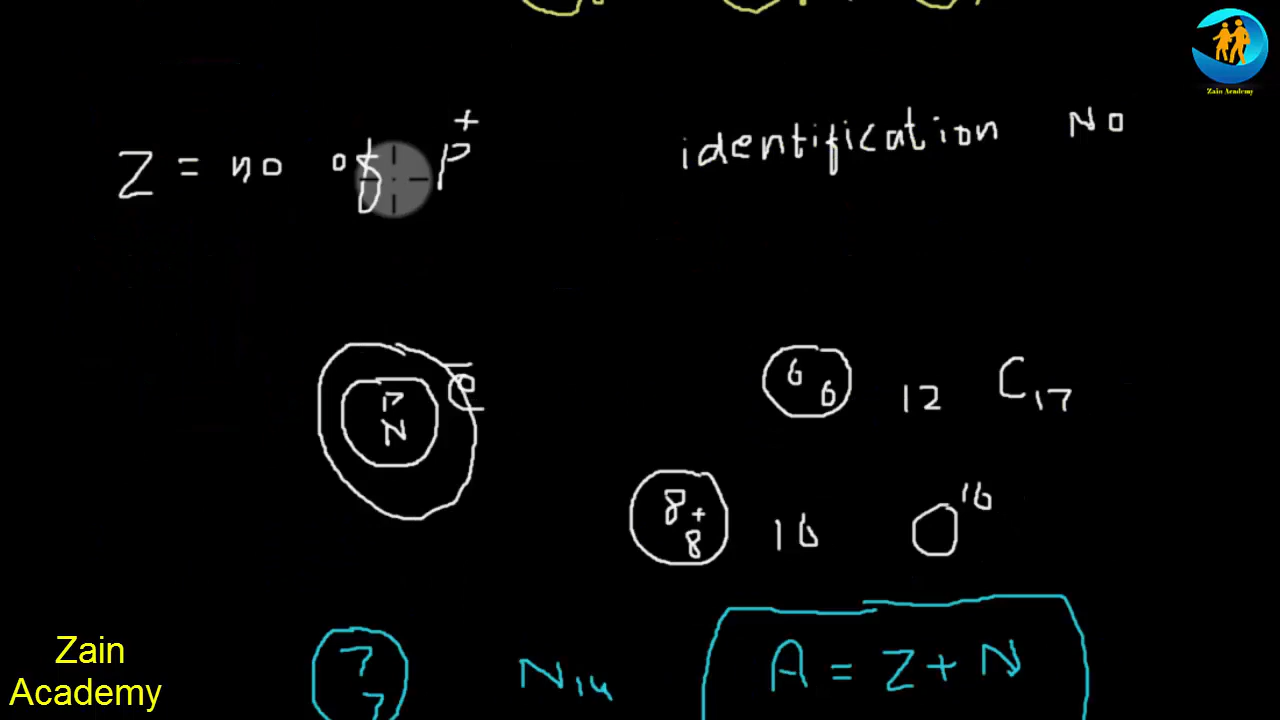 Zain Academy
Z = no of P+
identification No
P
N
e-
6 6 12 C17
8 + 8 16 O16
7
7
N14
A = Z + N
Zain
Academy